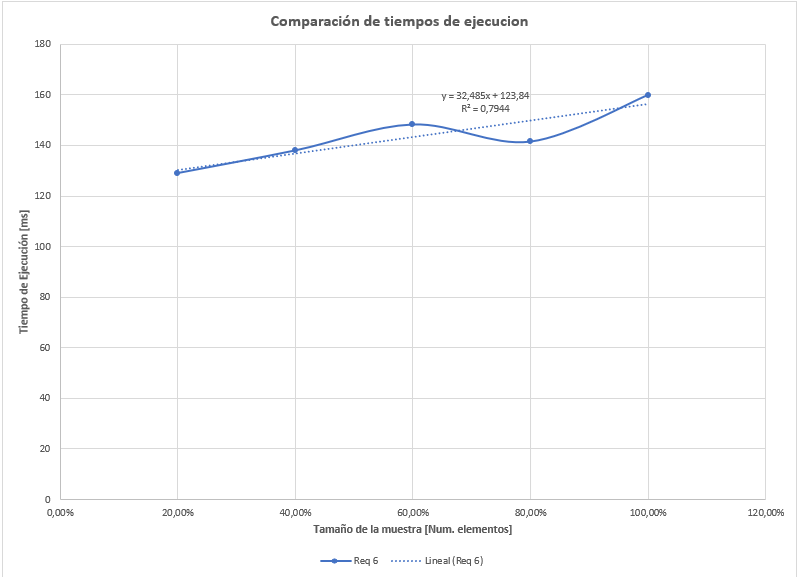 Comparación de tiempos de ejecucion
180
160
140
120
100
80
60
40
20
0
y = 32,485x + 123,84
R² = 0,7944
Tiempo de Ejecución [ms]
0,00% 20,00% 40,00% 60,00% 80,00% 100,00% 120,00%
Tamaño de la muestra [Num. elementos]
Req 6 Lineal (Req 6)